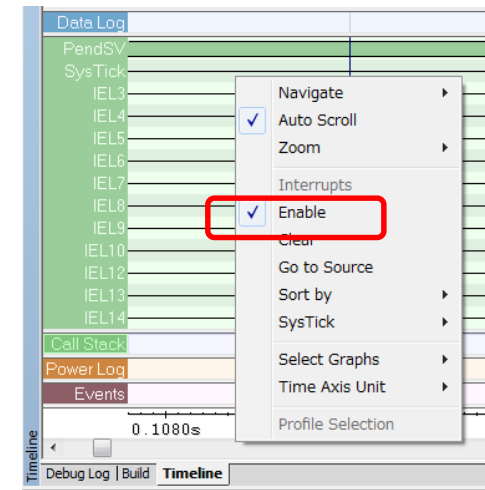 Data Log
PendSV
SysTick
IEL3
IEL4
IEL5
IEL6
IEL7
IEL8
IEL9
IEL10
IEL12
IEL13
IEL14
Call Stack
Power Log
Events
0.1080s
Navigate
Auto Scroll
Zoom
Interrupts
Enable
Clear
Go to Source
Sort by
SysTick
Select Graphs
Time Axis Unit
Profile Selection
Timeline
Debug Log Build Timeline